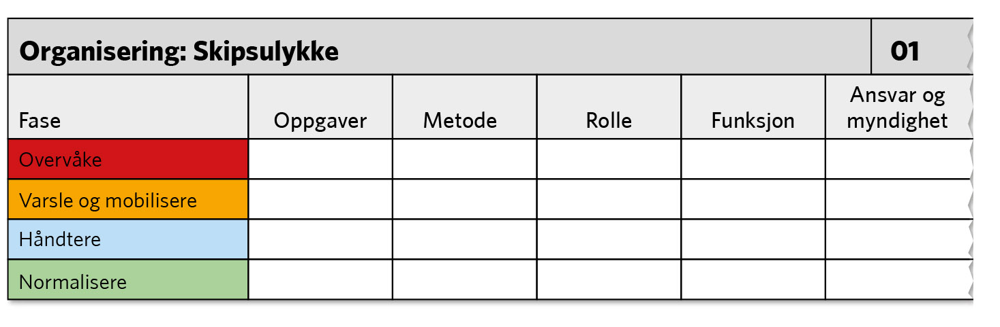 Organisering: Skipsulykke 01
Fase Oppgaver Metode Rolle Funksjon Ansvar og myndighet
Overvåke
Varsle og mobilisere
Håndtere
Normalisere